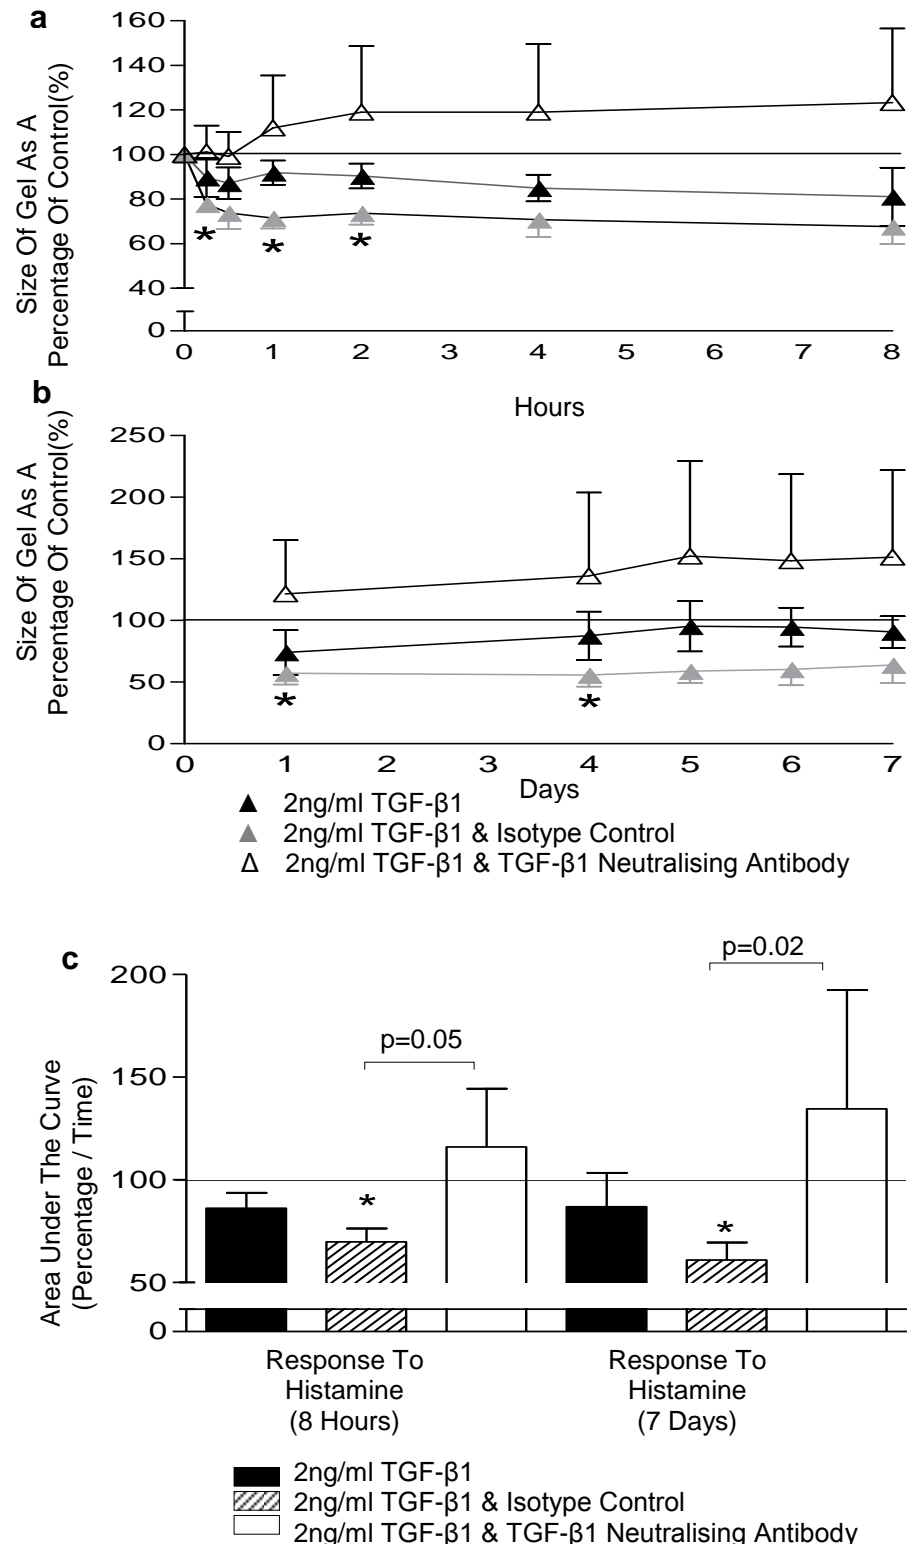 a
Size Of Gel As A
Percentage Of Control(%)
160
140
120
100
80
60
40
0
* * *
0 1 2 3 4 5 6 7 8
Hours
b
Size Of Gel As A
Percentage Of Control(%)
250
200
150
100
50
0
* *
0 1 2 3 4 5 6 7
Days
2ng/ml TGF-β1
2ng/ml TGF-β1 & Isotype Control
2ng/ml TGF-β1 & TGF-β1 Neutralising Antibody
c
Area Under The Curve
(Percentage / Time)
200
150
100
50
0
p=0.05
p=0.02
* *
Response To
Histamine
(8 Hours)
Response To
Histamine
(7 Days)
2ng/ml TGF-β1
2ng/ml TGF-β1 & Isotype Control
2ng/ml TGF-β1 & TGF-β1 Neutralising Antibody